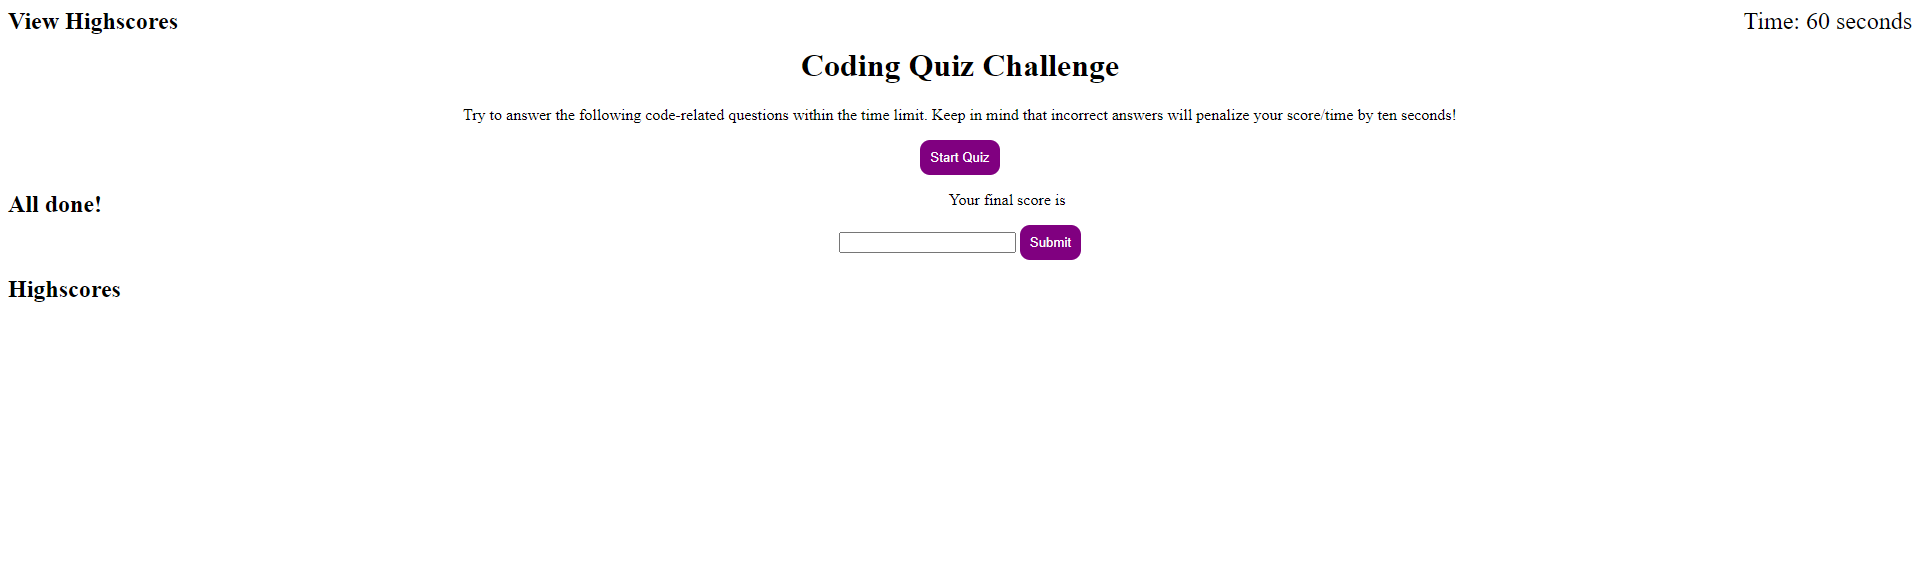 View Highscores
Time: 60 seconds
Coding Quiz Challenge
Try to answer the following code-related questions within the time limit. Keep in mind that incorrect answers will penalize your score/time by ten seconds!
Start Quiz
All done!
Your final score is
Submit
Highscores